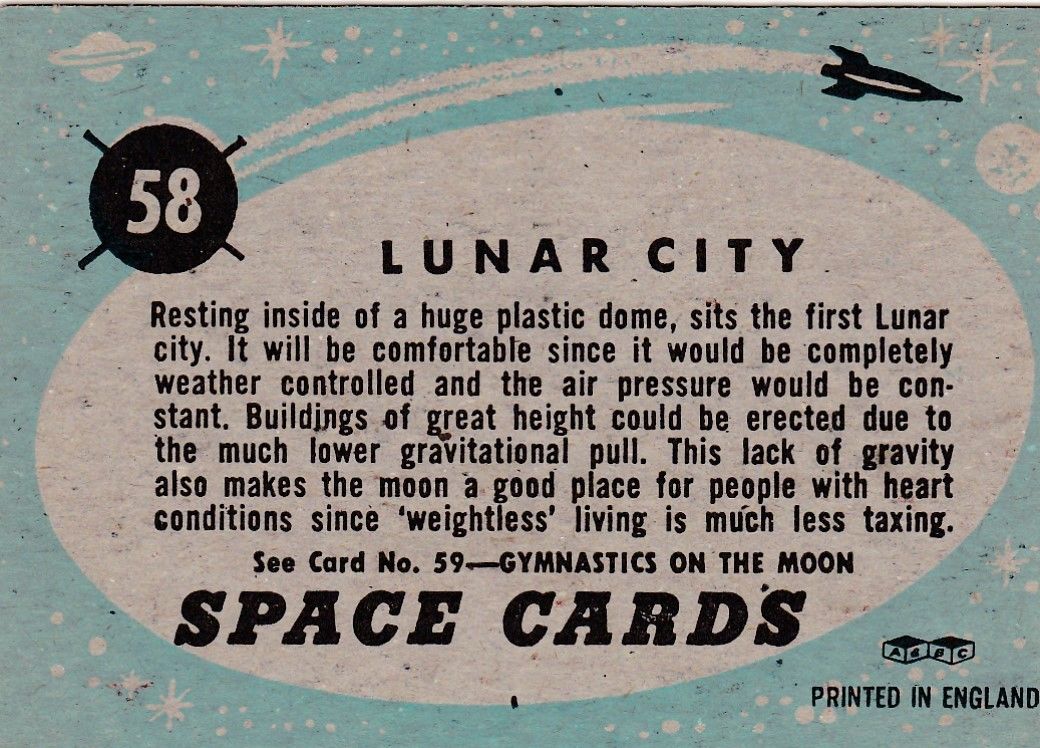 58
LUNAR CITY
Resting inside of a huge plastic dome, sits the first Lunar
city. It will be comfortable since it would be completely
weather controlled and the air pressure would be con-
stant. Buildings of great height could be erected due to
the much lower gravitational pull. This lack of gravity
also makes the moon a good place for people with heart
conditions since 'weightless' living is much less taxing.
See Card No. 59—GYMNASTICS ON THE MOON
SPACE CARDS
A&BC
PRINTED IN ENGLAND